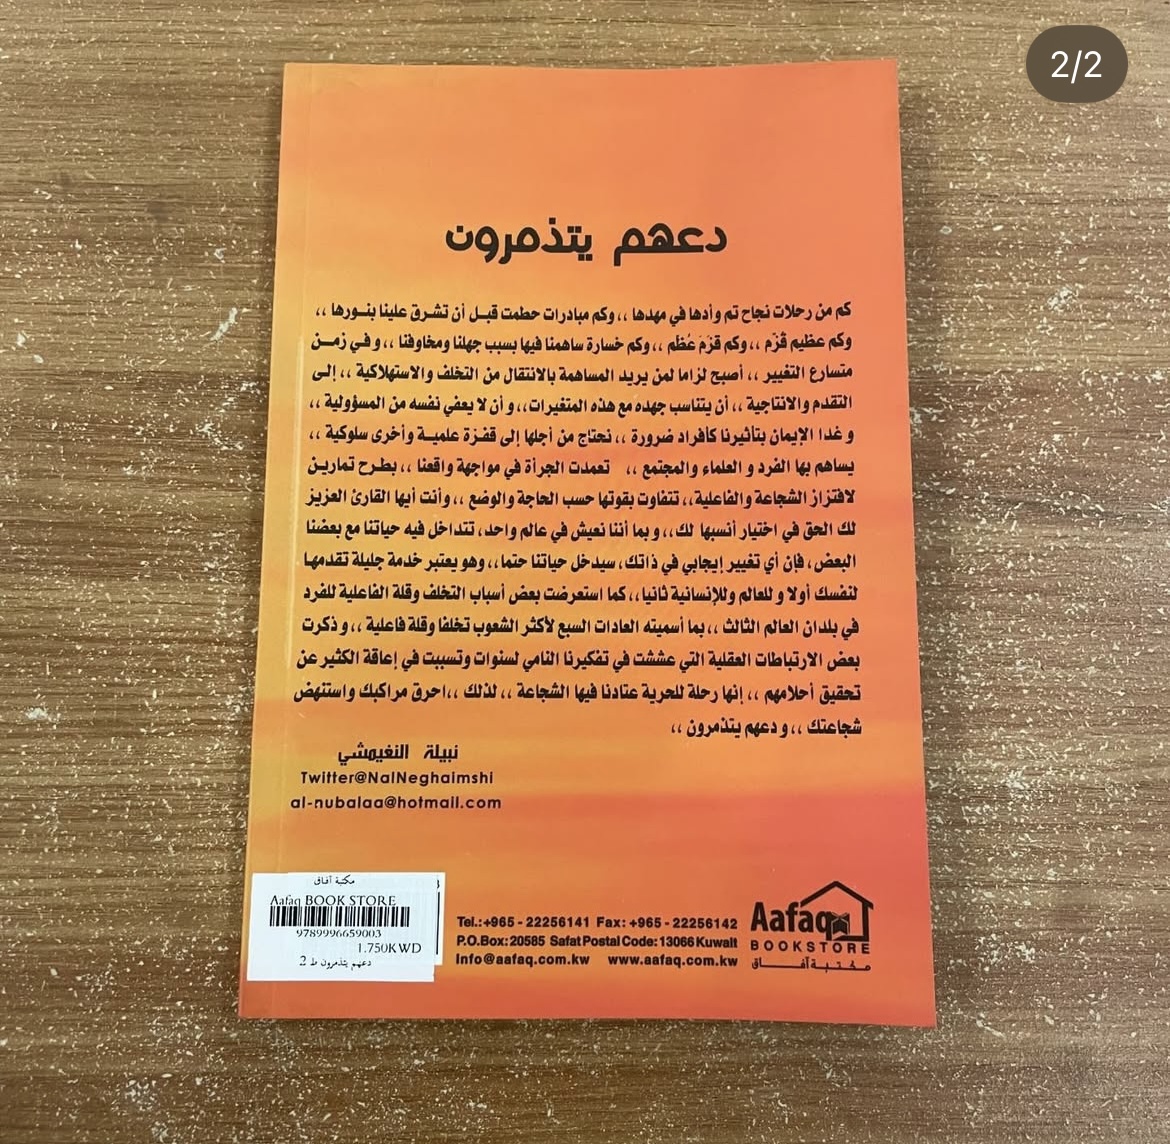 2/2
دعهم يتذمرون
كم من رحلات نجاح تم وأدها في مهدها ،، وكم مبادرات حطمت قبل أن تشرق علينا بنورها ،،
وكم عظيم قُزّم ،، وكم قزمَ عُظّم ،، وكم خسارة ساهمنا فيها بسبب جهلنا ومخاوفنا ،، و في زمن
متسارع التغيير ،، أصبح لزاما لمن يريد المساهمة بالانتقال من التخلف والاستهلاكية ،، إلى
التقدم والانتاجية ،، أن يتناسب جهده مع هذه المتغيرات،، و أن لا يعفي نفسه من المسؤولية ،،
و غدا الإيمان بتأثيرنا كأفراد ضرورة ،، نحتاج من أجلها إلى قفزة علمية وأخرى سلوكية ،،
يساهم بها الفرد و العلماء والمجتمع ،، تعمدت الجرأة في مواجهة واقعنا ،، بطرح تمارين
لافتزاز الشجاعة والفاعلية،، تتفاوت بقوتها حسب الحاجة والوضع ،، وأنت أيها القارئ العزيز
لك الحق في اختيار أنسبها لك،، و بما أننا نعيش في عالم واحد، تتداخل فيه حياتنا مع بعضنا
البعض، فإن أي تغيير إيجابي في ذاتك، سيدخل حياتنا حتما،، وهو يعتبر خدمة جليلة تقدمها
لنفسك أولا و للعالم وللإنسانية ثانيا،، كما استعرضت بعض أسباب التخلف وقلة الفاعلية للفرد
في بلدان العالم الثالث ،، بما أسميته العادات السبع لأكثر الشعوب تخلفا وقلة فاعلية ،، و ذكرت
بعض الارتباطات العقلية التي عششت في تفكيرنا النامي لسنوات وتسببت في إعاقة الكثير عن
تحقيق أحلامهم ،، إنها رحلة للحرية عتادنا فيها الشجاعة ،، لذلك ،،احرق مراكبك واستنهض
شجاعتك ،، و دعهم يتذمرون ،،
نبيلة النغيمشي
Twitter@NalNeghaimshi
al-nubalaa@hotmail.com
مكتبة آفاق
Aafaq BOOK STORE
9789996659003
1.750KWD
دعهم يتذمرون ط 2
Tel.:+965 - 22256141 Fax: +965 - 22256142
P.O.Box: 20585 Safat Postal Code: 13066 Kuwait
Info@aafaq.com.kw www.aafaq.com.kw
Aafaq
BOOKSTORE
مكتبة آفاق